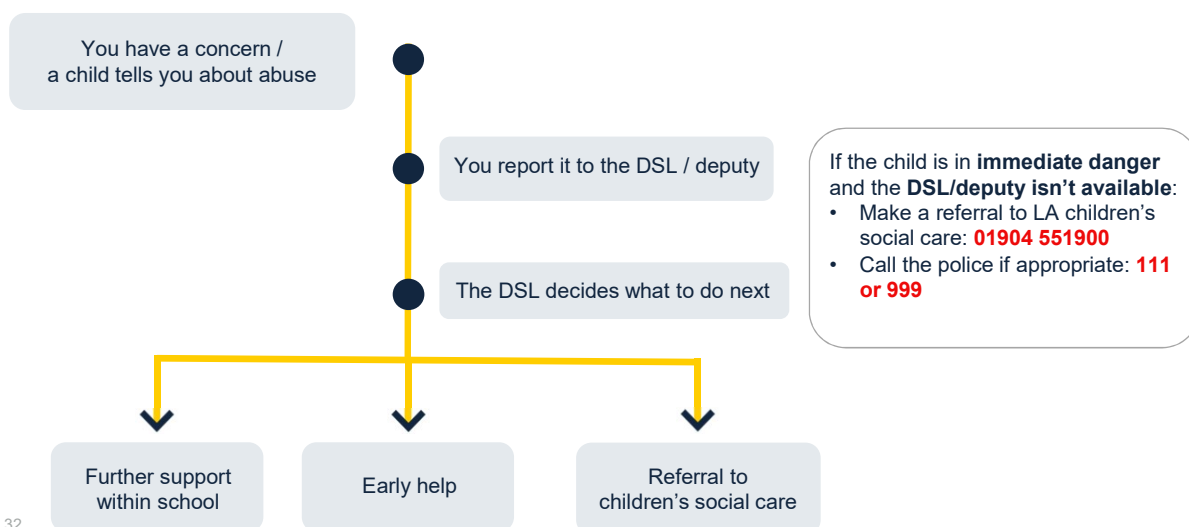 You have a concern /
a child tells you about abuse
You report it to the DSL / deputy
If the child is in immediate danger
and the DSL/deputy isn’t available:
• Make a referral to LA children’s
social care: 01904 551900
• Call the police if appropriate: 111
or 999
The DSL decides what to do next
Further support
within school
Early help
Referral to
children’s social care
32